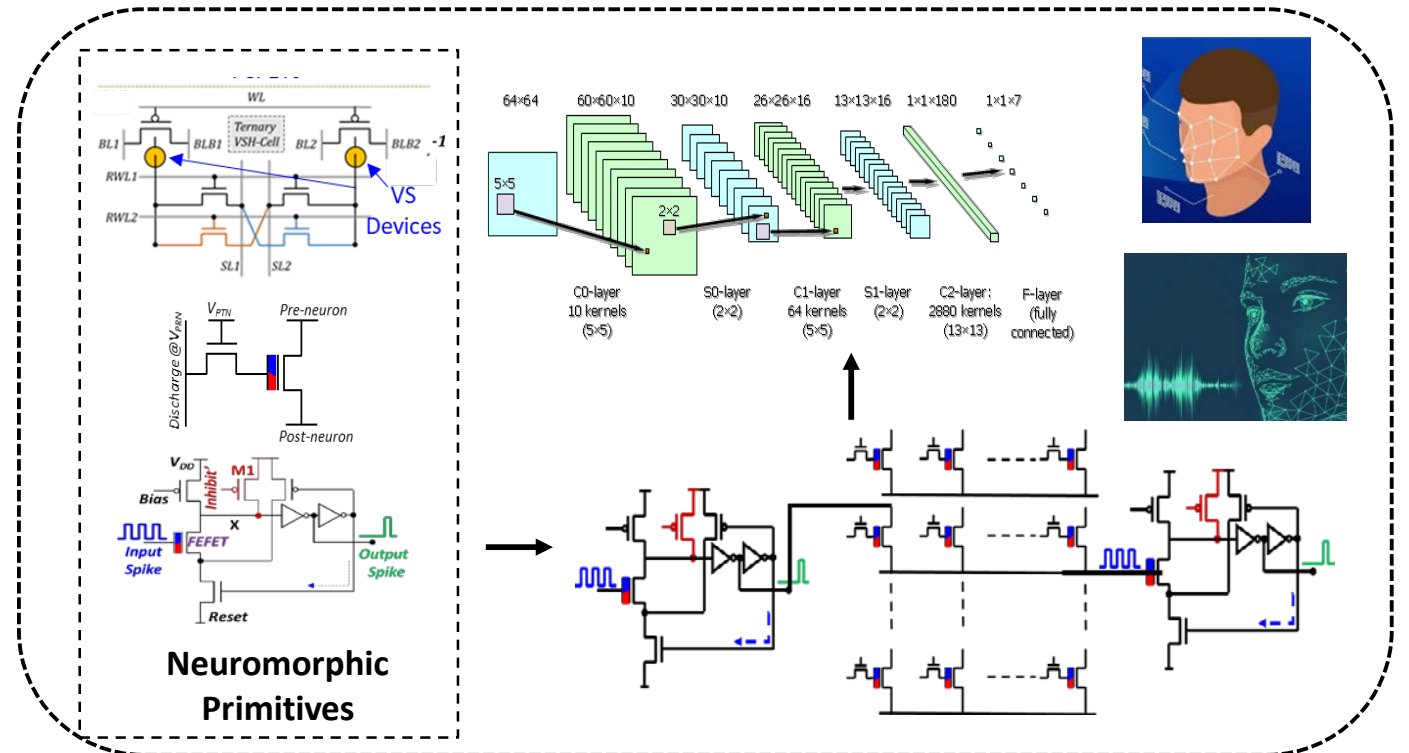 WL
Ternary
VSH-Cell
BL1
BLB1
BL2
BLB2
-1
RWL1
RWL2
VS
Devices
SL1
SL2
V_PTN
Pre-neuron
Discharge @V_PRN
Post-neuron
V_DD
Inhibit'
M1
Bias
X
FEFET
Input
Spike
Output
Spike
Reset
Neuromorphic
Primitives
64×64
60×60×10
30×30×10
26×26×16
13×13×16
1×1×180
1×1×7
5×5
2×2
C0-layer
10 kernels
(5×5)
S0-layer
(2×2)
C1-layer
64 kernels
(5×5)
S1-layer
(2×2)
C2-layer:
2880 kernels
(13×13)
F-layer
(fully
connected)